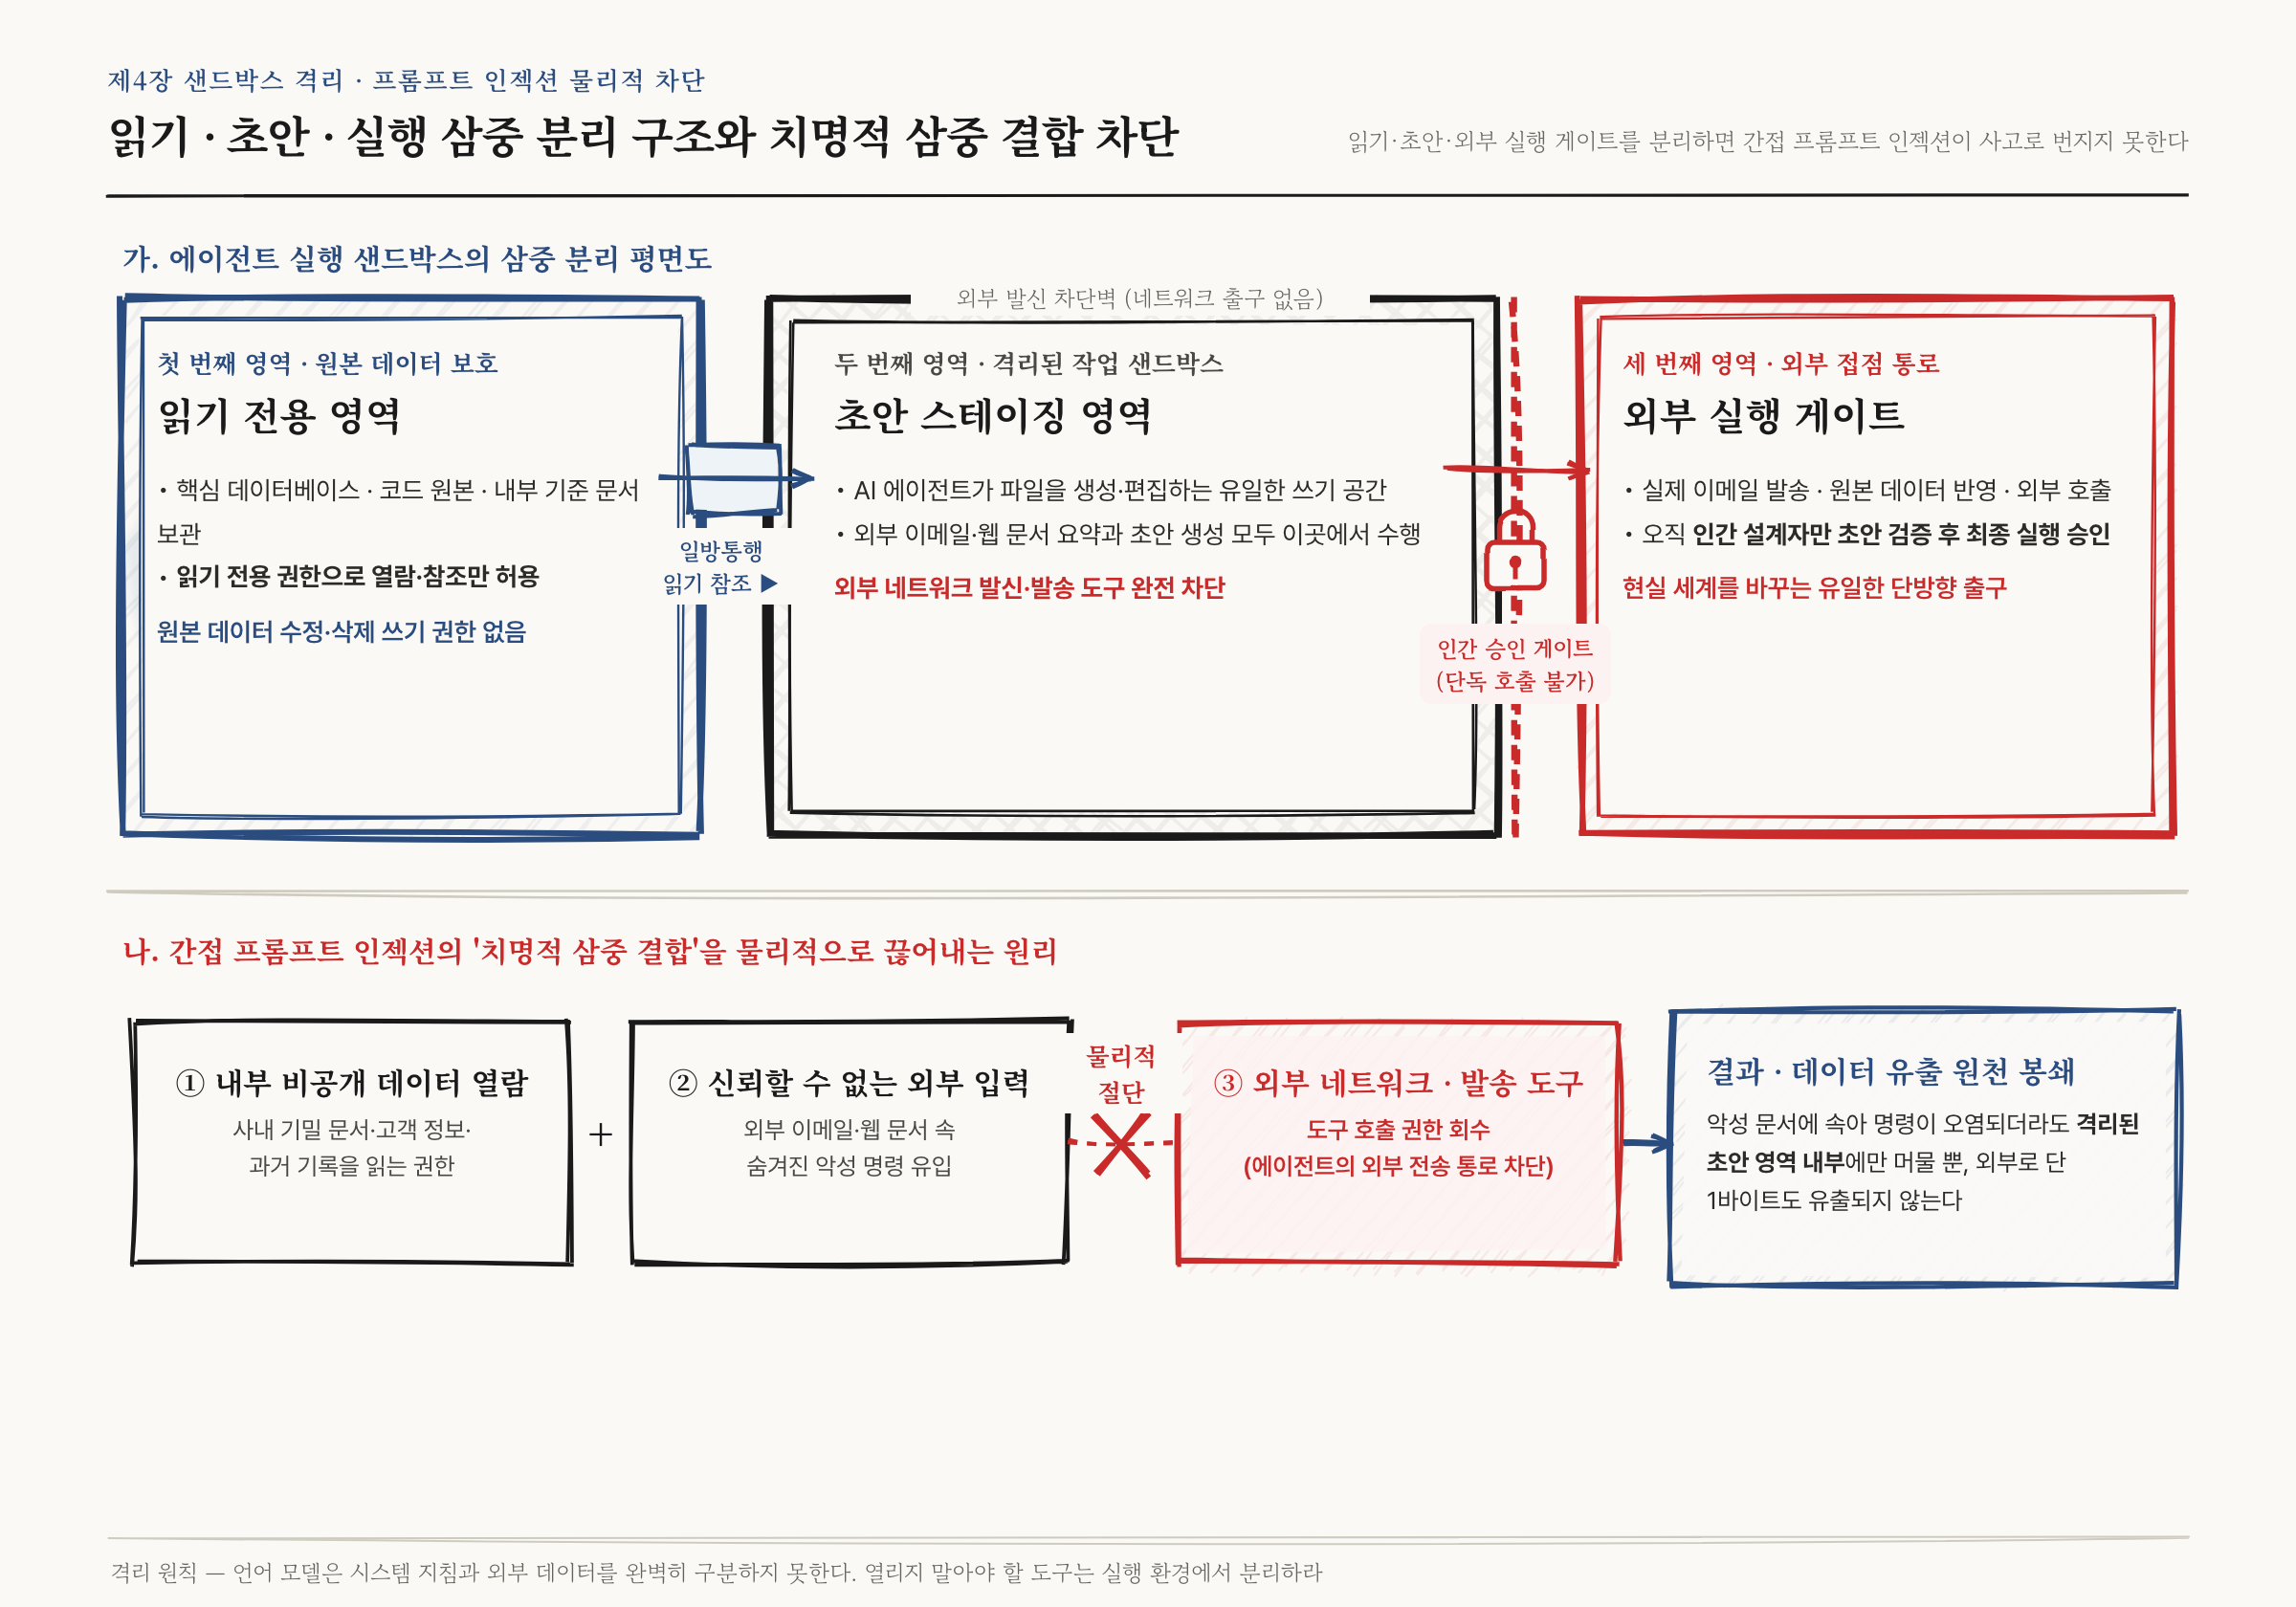 제4장 샌드박스 격리 · 프롬프트 인젝션 물리적 차단
읽기 · 초안 · 실행 삼중 분리 구조와 치명적 삼중 결합 차단
읽기·초안·외부 실행 게이트를 분리하면 간접 프롬프트 인젝션이 사고로 번지지 못한다
가. 에이전트 실행 샌드박스의 삼중 분리 평면도
첫 번째 영역 · 원본 데이터 보호
읽기 전용 영역
• 핵심 데이터베이스 · 코드 원본 · 내부 기준 문서
보관
• 읽기 전용 권한으로 열람·참조만 허용
원본 데이터 수정·삭제 쓰기 권한 없음
일방통행
읽기 참조 ▶
외부 발신 차단벽 (네트워크 출구 없음)
두 번째 영역 · 격리된 작업 샌드박스
초안 스테이징 영역
• AI 에이전트가 파일을 생성·편집하는 유일한 쓰기 공간
• 외부 이메일·웹 문서 요약과 초안 생성 모두 이곳에서 수행
외부 네트워크 발신·발송 도구 완전 차단
인간 승인 게이트
(단독 호출 불가)
세 번째 영역 · 외부 접점 통로
외부 실행 게이트
• 실제 이메일 발송 · 원본 데이터 반영 · 외부 호출
• 오직 인간 설계자만 초안 검증 후 최종 실행 승인
현실 세계를 바꾸는 유일한 단방향 출구
나. 간접 프롬프트 인젝션의 '치명적 삼중 결합'을 물리적으로 끊어내는 원리
① 내부 비공개 데이터 열람
사내 기밀 문서·고객 정보·
과거 기록을 읽는 권한
+
② 신뢰할 수 없는 외부 입력
외부 이메일·웹 문서 속
숨겨진 악성 명령 유입
물리적
절단
③ 외부 네트워크 · 발송 도구
도구 호출 권한 회수
(에이전트의 외부 전송 통로 차단)
결과 · 데이터 유출 원천 봉쇄
악성 문서에 속아 명령이 오염되더라도 격리된
초안 영역 내부에만 머물 뿐, 외부로 단
1바이트도 유출되지 않는다
격리 원칙 — 언어 모델은 시스템 지침과 외부 데이터를 완벽히 구분하지 못한다. 열리지 말아야 할 도구는 실행 환경에서 분리하라